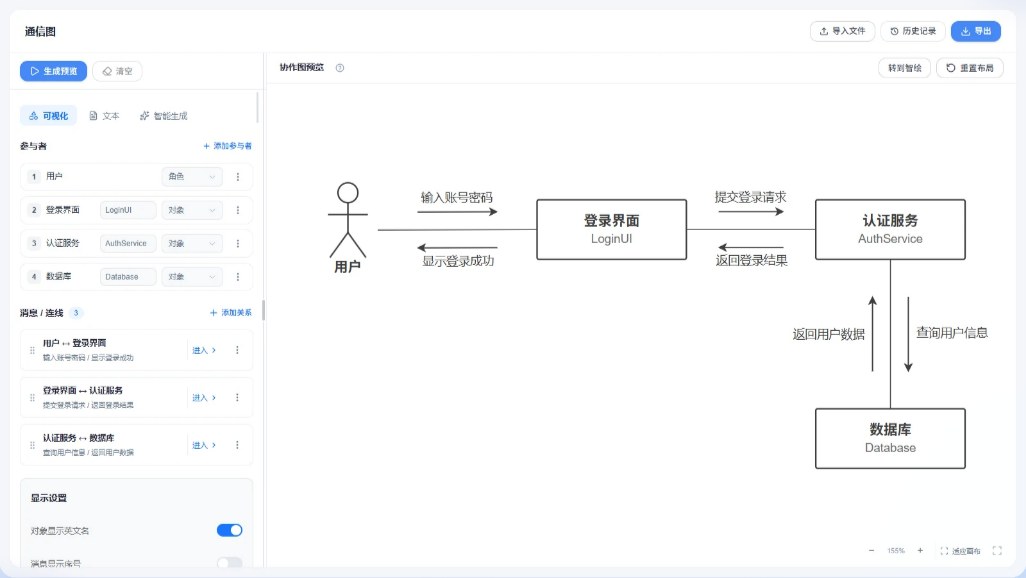 通信图
导入文件
历史记录
导出
生成预览
清空
协作图预览
转到智绘
重置布局
可视化
文本
智能生成
参与者
+ 添加参与者
1 用户 角色
2 登录界面 LoginUI 对象
3 认证服务 AuthService 对象
4 数据库 Database 对象
消息 / 连线 3
+ 添加关系
用户 ↔ 登录界面
输入账号密码 / 显示登录成功
进入 >
登录界面 ↔ 认证服务
提交登录请求 / 返回登录结果
进入 >
认证服务 ↔ 数据库
查询用户信息 / 返回用户数据
进入 >
显示设置
对象显示英文名
消息显示序号
用户
输入账号密码
显示登录成功
登录界面
LoginUI
提交登录请求
返回登录结果
认证服务
AuthService
返回用户数据
查询用户信息
数据库
Database
− 155% +
适应画布